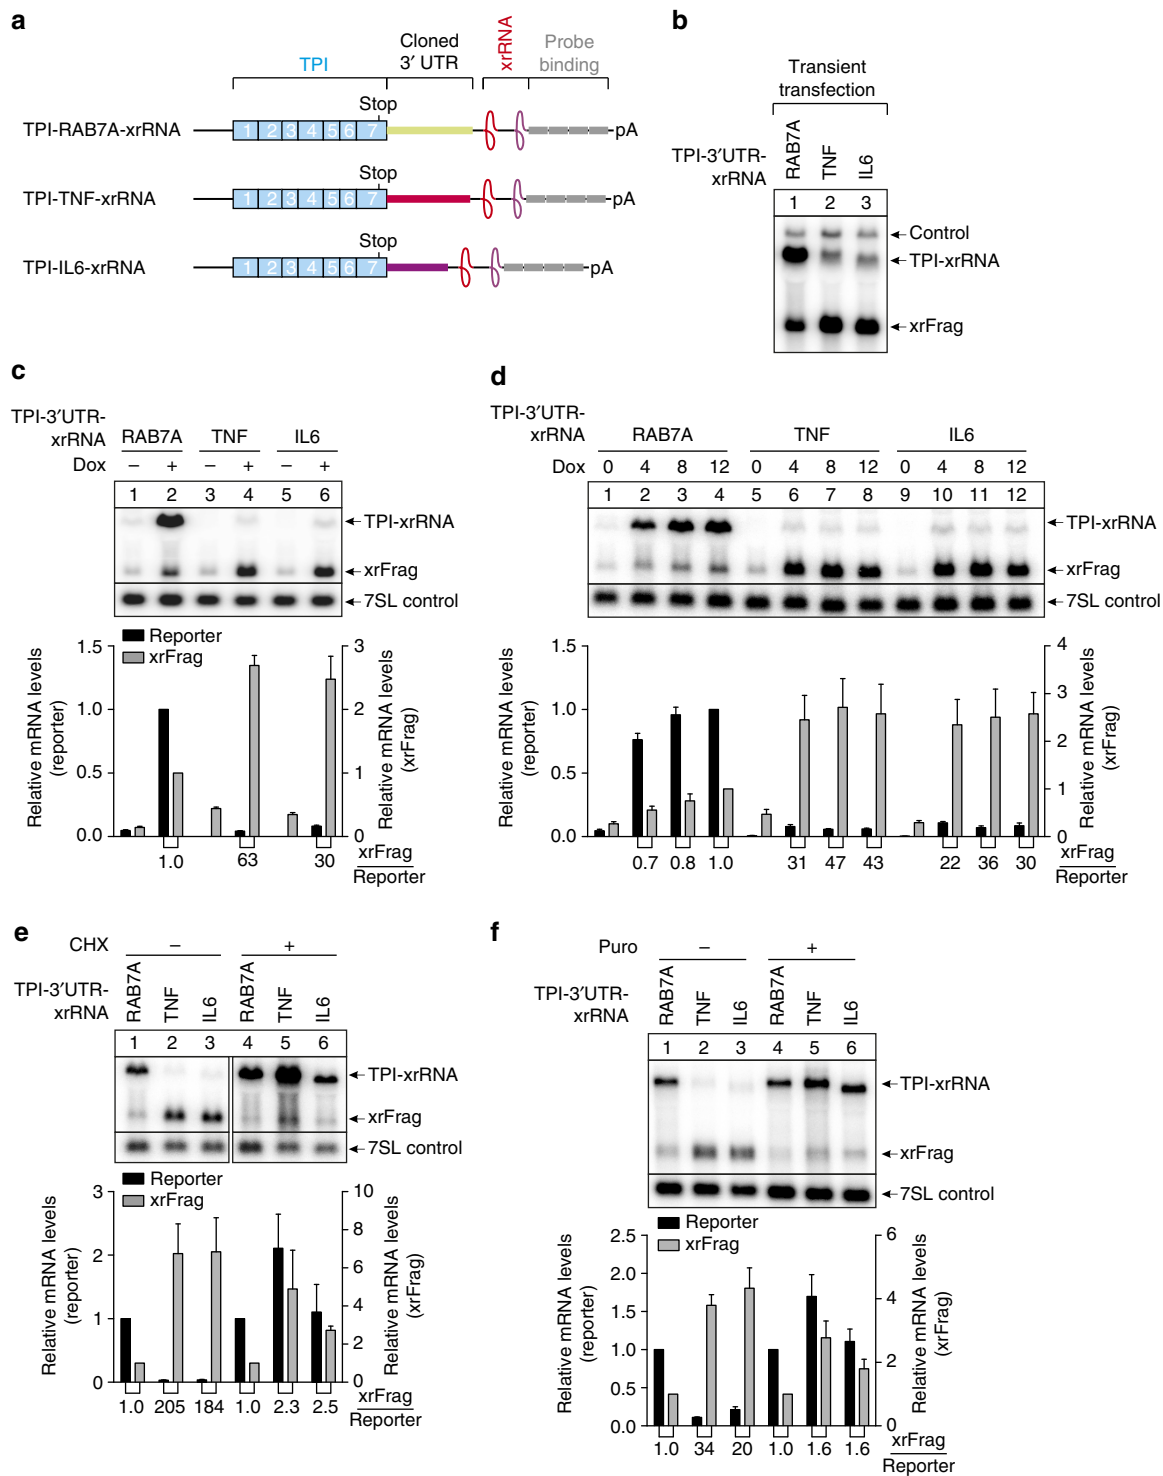 a
TPI
Cloned
3′ UTR
xrRNA
Probe
binding
Stop
TPI-RAB7A-xrRNA
1 2 3 4 5 6 7
pA
Stop
TPI-TNF-xrRNA
1 2 3 4 5 6 7
pA
Stop
TPI-IL6-xrRNA
1 2 3 4 5 6 7
pA
b
Transient
transfection
TPI-3′UTR-
xrRNA
RAB7A TNF IL6
1 2 3
Control
TPI-xrRNA
xrFrag
c
TPI-3′UTR-
xrRNA
RAB7A TNF IL6
Dox – + – + – +
1 2 3 4 5 6
TPI-xrRNA
xrFrag
7SL control
Reporter
xrFrag
Relative mRNA levels
(reporter)
1.5
1.0
0.5
0.0
3
2
1
0
Relative mRNA levels
(xrFrag)
1.0 63 30
xrFrag
Reporter
d
TPI-3′UTR-
xrRNA
RAB7A TNF IL6
Dox 0 4 8 12 0 4 8 12 0 4 8 12
1 2 3 4 5 6 7 8 9 10 11 12
TPI-xrRNA
xrFrag
7SL control
Relative mRNA levels
(reporter)
1.5
1.0
0.5
0.0
4
3
2
1
0
Relative mRNA levels
(xrFrag)
0.7 0.8 1.0 31 47 43 22 36 30
xrFrag
Reporter
e
CHX – +
TPI-3′UTR-
xrRNA
RAB7A TNF IL6 RAB7A TNF IL6
1 2 3 4 5 6
TPI-xrRNA
xrFrag
7SL control
Reporter
xrFrag
Relative mRNA levels
(reporter)
3
2
1
0
10
8
6
4
2
0
Relative mRNA levels
(xrFrag)
1.0 205 184 1.0 2.3 2.5
xrFrag
Reporter
f
Puro – +
TPI-3′UTR-
xrRNA
RAB7A TNF IL6 RAB7A TNF IL6
1 2 3 4 5 6
TPI-xrRNA
xrFrag
7SL control
Reporter
xrFrag
Relative mRNA levels
(reporter)
2.5
2.0
1.5
1.0
0.5
0.0
6
4
2
0
Relative mRNA levels
(xrFrag)
1.0 34 20 1.0 1.6 1.6
xrFrag
Reporter